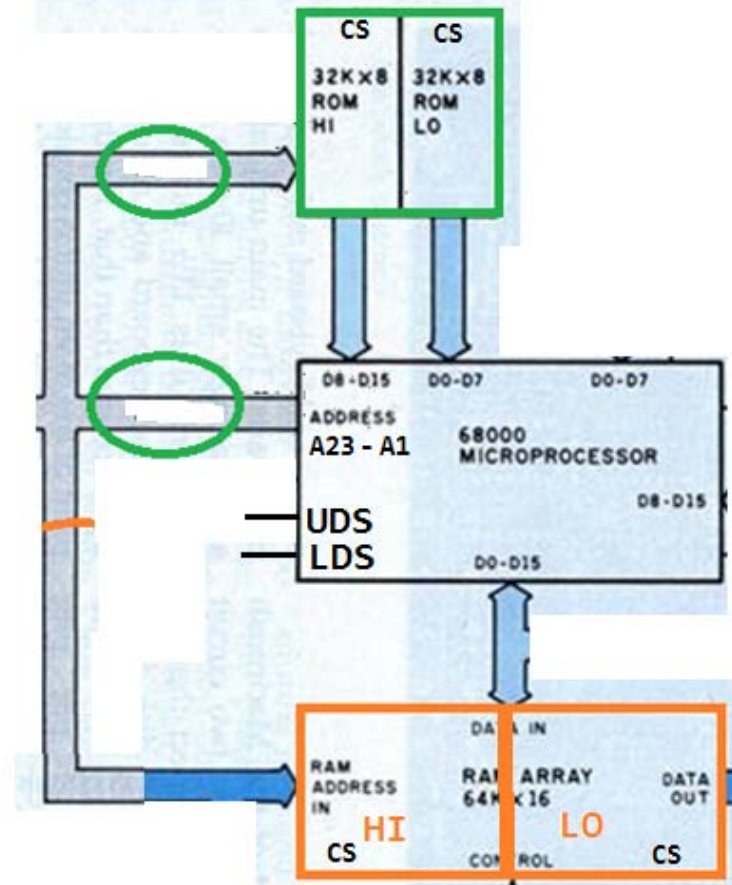 CS
CS
32K×8
ROM
HI
32K×8
ROM
LO
D8-D15
D0-D7
D0-D7
ADDRESS
A23 - A1
68000
MICROPROCESSOR
D8-D15
UDS
LDS
D0-D15
DATA IN
RAM
ADDRESS
IN
RAM ARRAY
64K X 16
DATA
OUT
HI
LO
CS
CONTROL
CS